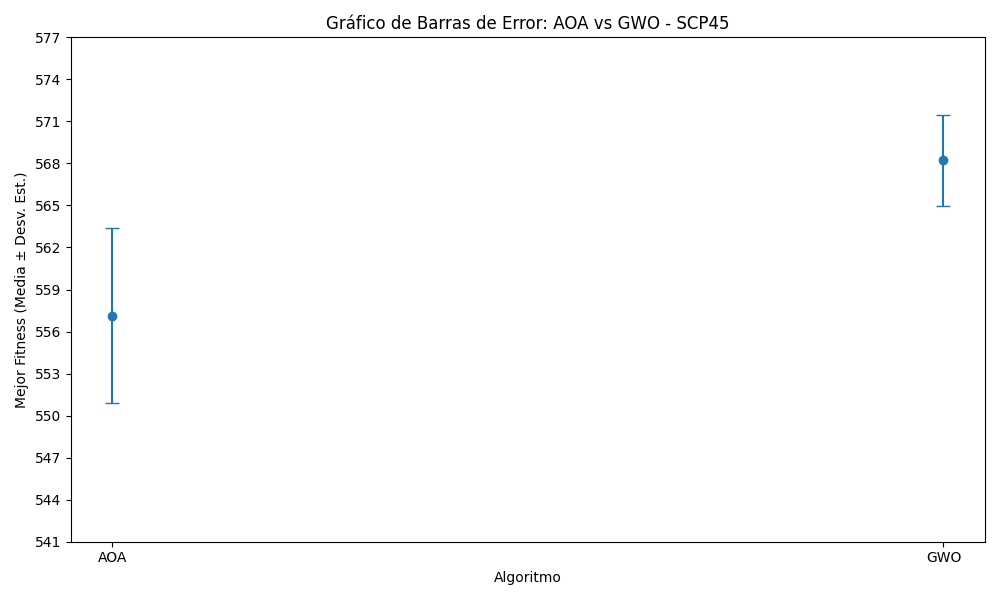 Gráfico de Barras de Error: AOA vs GWO - SCP45
Mejor Fitness (Media ± Desv. Est.)
577
574
571
568
565
562
559
556
553
550
547
544
541
AOA
GWO
Algoritmo